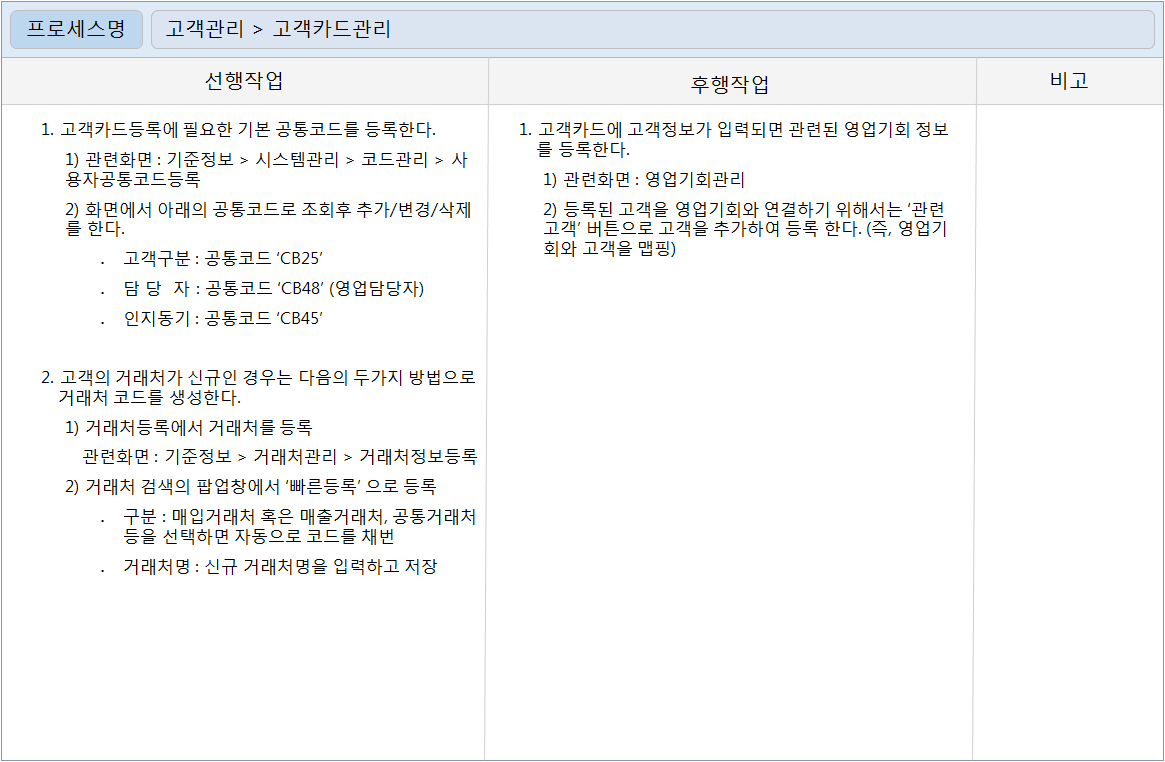 프로세스명
고객관리 > 고객카드관리
선행작업
후행작업
비고
1. 고객카드등록에 필요한 기본 공통코드를 등록한다.
1) 관련화면 : 기준정보 > 시스템관리 > 코드관리 > 사
용자공통코드등록
2) 화면에서 아래의 공통코드로 조회후 추가/변경/삭제
를 한다.
. 고객구분 : 공통코드 ‘CB25’
. 담 당 자 : 공통코드 ‘CB48’ (영업담당자)
. 인지동기 : 공통코드 ‘CB45’
2. 고객의 거래처가 신규인 경우는 다음의 두가지 방법으로
거래처 코드를 생성한다.
1) 거래처등록에서 거래처를 등록
관련화면 : 기준정보 > 거래처관리 > 거래처정보등록
2) 거래처 검색의 팝업창에서 ‘빠른등록’ 으로 등록
. 구분 : 매입거래처 혹은 매출거래처, 공통거래처
등을 선택하면 자동으로 코드를 채번
. 거래처명 : 신규 거래처명을 입력하고 저장
1. 고객카드에 고객정보가 입력되면 관련된 영업기회 정보
를 등록한다.
1) 관련화면 : 영업기회관리
2) 등록된 고객을 영업기회와 연결하기 위해서는 ‘관련
고객’ 버튼으로 고객을 추가하여 등록 한다. (즉, 영업기
회와 고객을 맵핑)